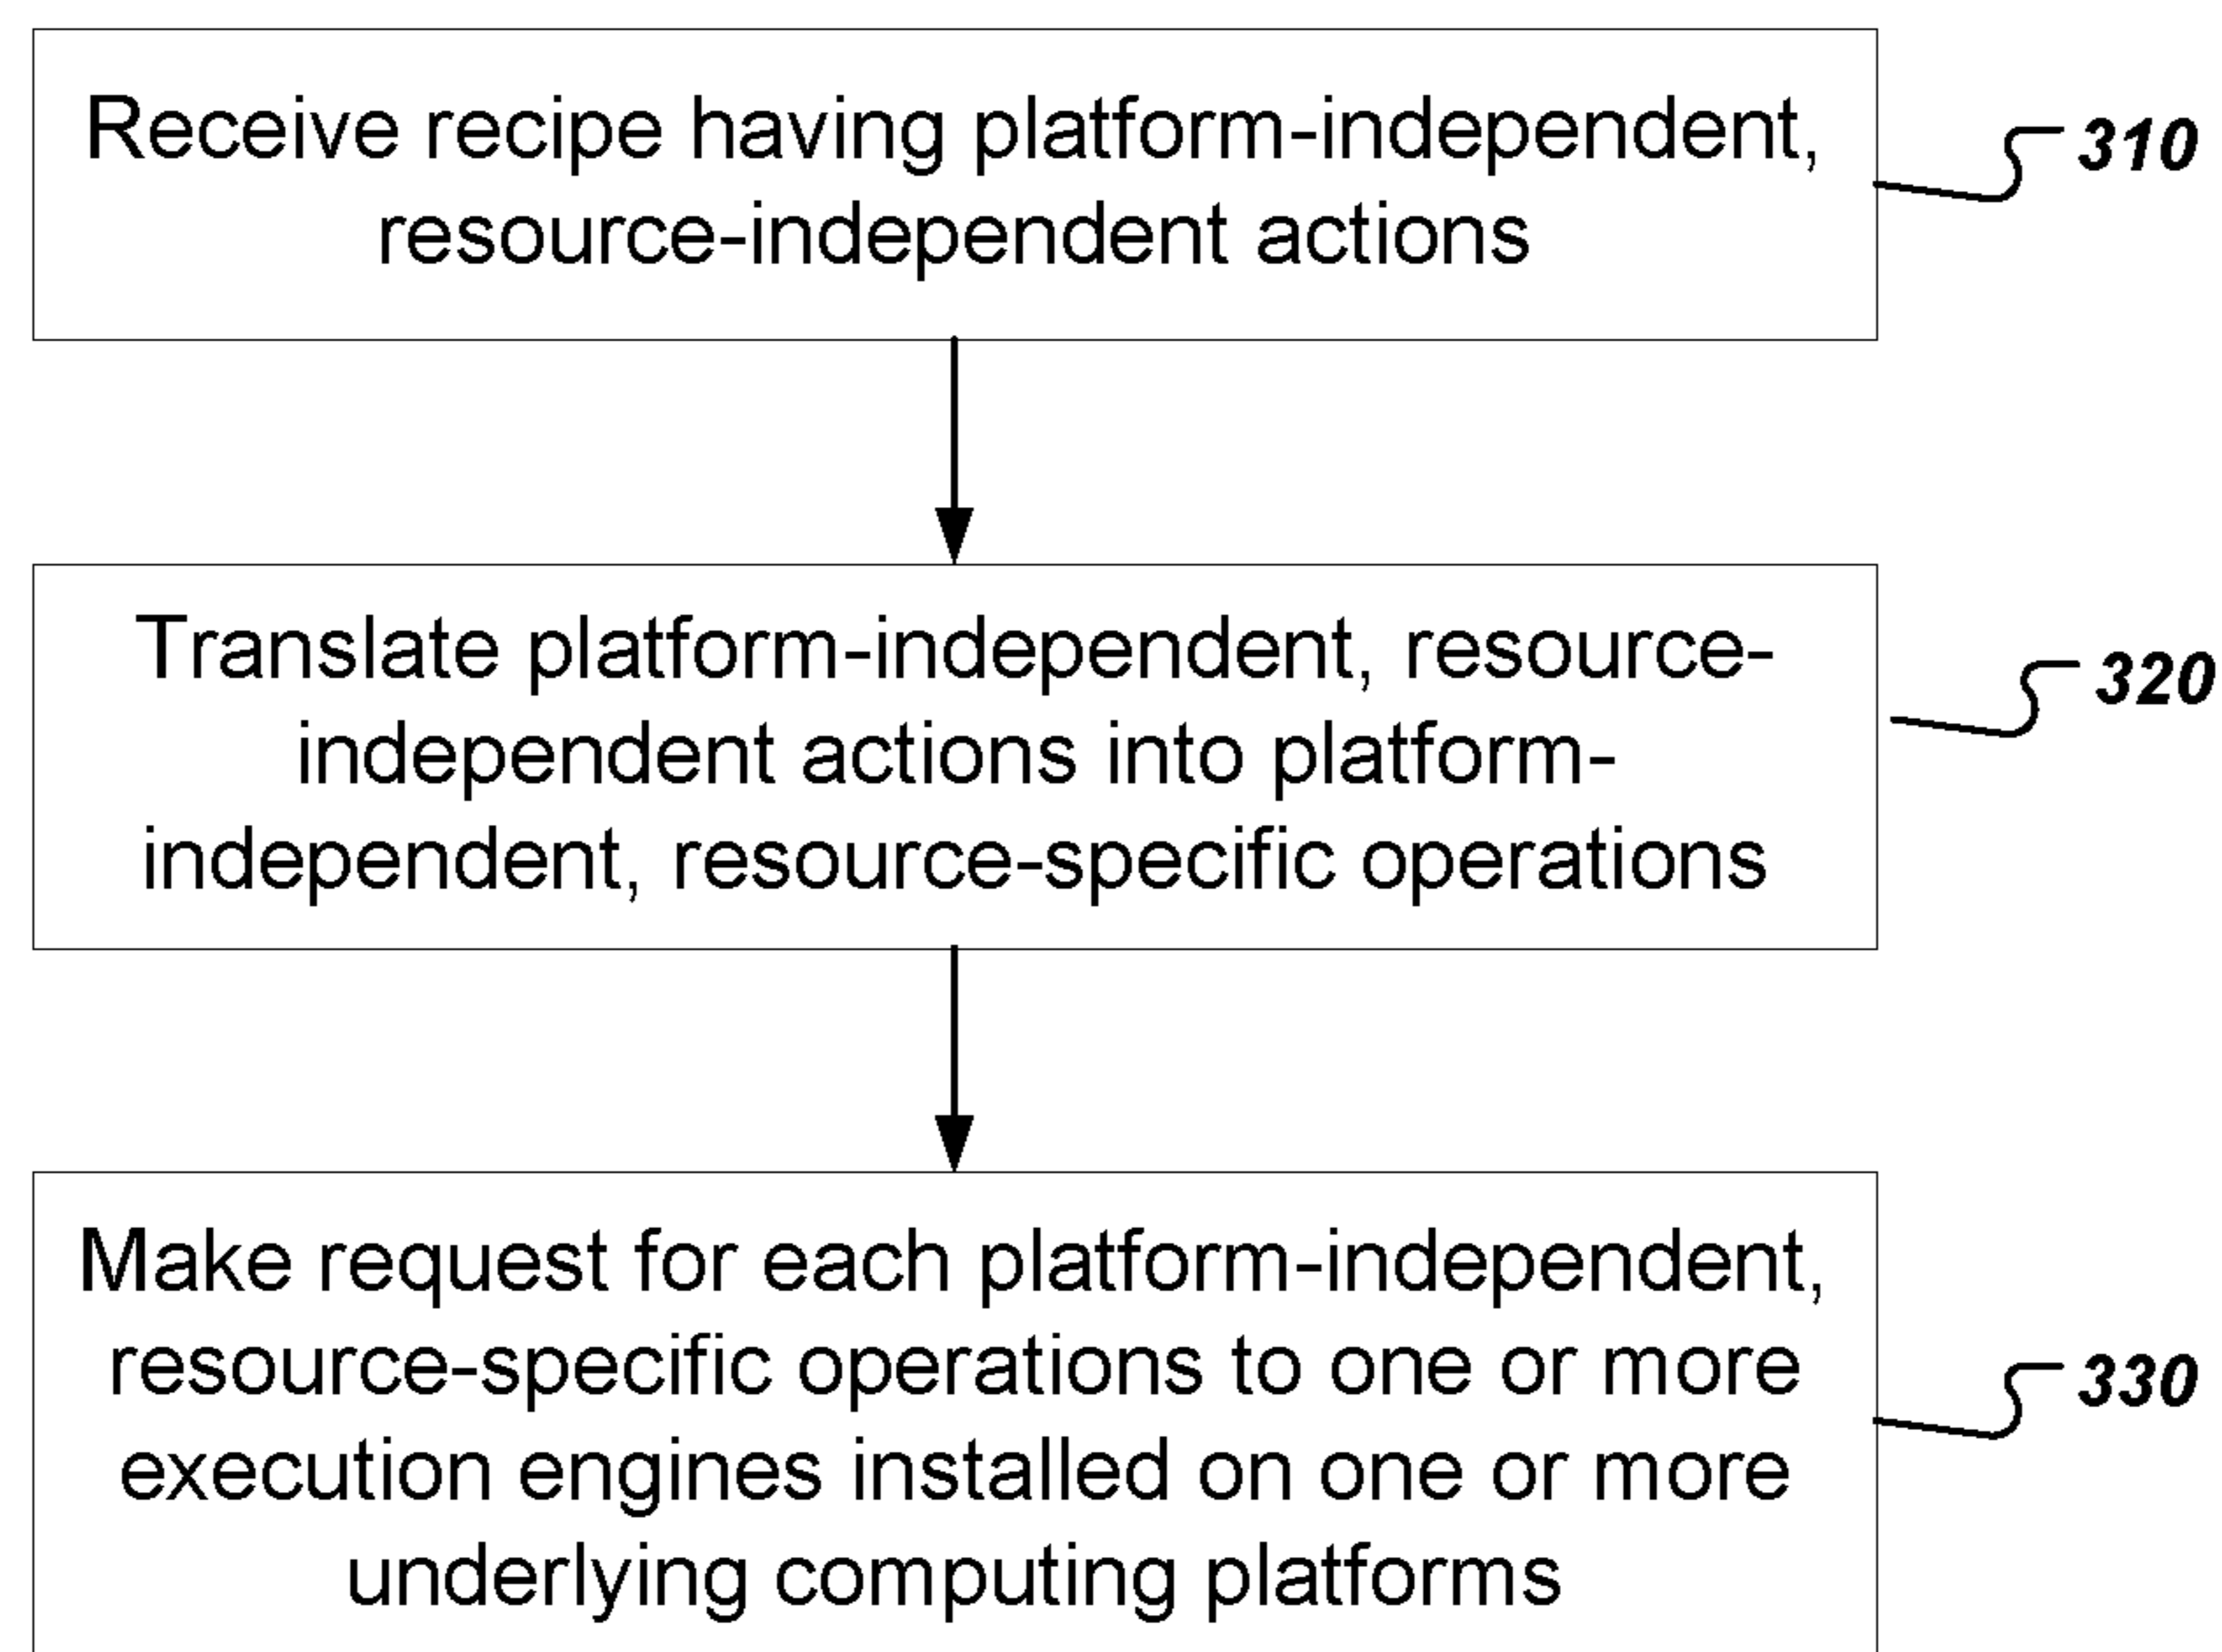 Receive recipe having platform-independent,
resource-independent actions
310
Translate platform-independent, resource-
independent actions into platform-
independent, resource-specific operations
320
Make request for each platform-independent,
resource-specific operations to one or more
execution engines installed on one or more
underlying computing platforms
330